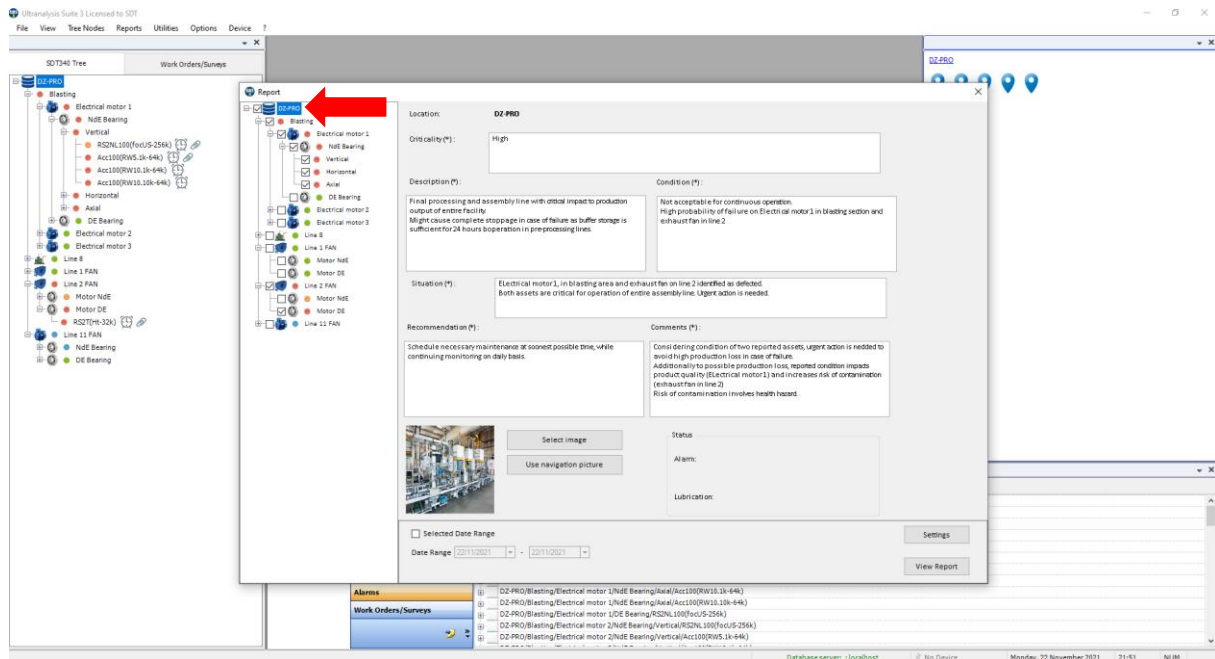 Ultranalysis Suite 3 Licensed to SDT
File View Tree Nodes Reports Utilities Options Device ?
SDT340 Tree
Work Orders/Surveys
DZ-PRO
Blasting
Electrical motor 1
NdE Bearing
Vertical
RS2NL100(focUS-256k)
Acc100(RW5.1k-64k)
Acc100(RW10.1k-64k)
Acc100(RW10.10k-64k)
Horizontal
Axial
DE Bearing
Electrical motor 2
Electrical motor 3
Line 8
Line 1 FAN
Line 2 FAN
Motor NdE
Motor DE
RS2T(Ht-32k)
Line 11 FAN
NdE Bearing
DE Bearing
DZ-PRO
Report
DZ-PRO
Blasting
Electrical motor 1
NdE Bearing
Vertical
Horizontal
Axial
DE Bearing
Electrical motor 2
Electrical motor 3
Line 8
Line 1 FAN
Motor NdE
Motor DE
Line 2 FAN
Motor NdE
Motor DE
Line 11 FAN
Location: DZ-PRO
Criticality(*): High
Description (*):
Final processing and assembly line with critical impact to production
output of entire facility.
Might cause complete stoppage in case of failure as buffer storage is
sufficient for 24 hours boperation in pre-processing lines.
Condition (*):
Not acceptable for continuous operation.
High probability of failure on Electrical motor 1 in blasting section and
exhaust fan in line 2
Situation (*):
ELectrical motor 1, in blasting area and exhaust fan on line 2 identified as defected.
Both assets are critical for operation of entire assembly line. Urgent action is needed.
Recommendation (*):
Schedule necessary maintenance at soonest possible time, while
continuing monitoring on daily basis.
Comments (*):
Considering condition of two reported assets, urgent action is nedded to
avoid high production loss in case of failure.
Additionally to possible production loss, reported condition impacts
product quality (ELectrical motor 1) and increases risk of contamination
(exhaust fan in line 2)
Risk of contamination involves health hazard.
Select image
Use navigation picture
Status
Alarm:
Lubrication:
Selected Date Range
Date Range 22/11/2021 - 22/11/2021
Settings
View Report
Alarms
Work Orders/Surveys
DZ-PRO/Blasting/Electrical motor 1/NdE Bearing/Axial/Acc100(RW10.1k-64k)
DZ-PRO/Blasting/Electrical motor 1/NdE Bearing/Axial/Acc100(RW10.10k-64k)
DZ-PRO/Blasting/Electrical motor 1/DE Bearing/RS2NL100(focUS-256k)
DZ-PRO/Blasting/Electrical motor 2/NdE Bearing/Vertical/RS2NL100(focUS-256k)
DZ-PRO/Blasting/Electrical motor 2/NdE Bearing/Vertical/Acc100(RW5.1k-64k)
Database server: : localhost
No Device
Monday, 22 November 2021
21:51
NUM